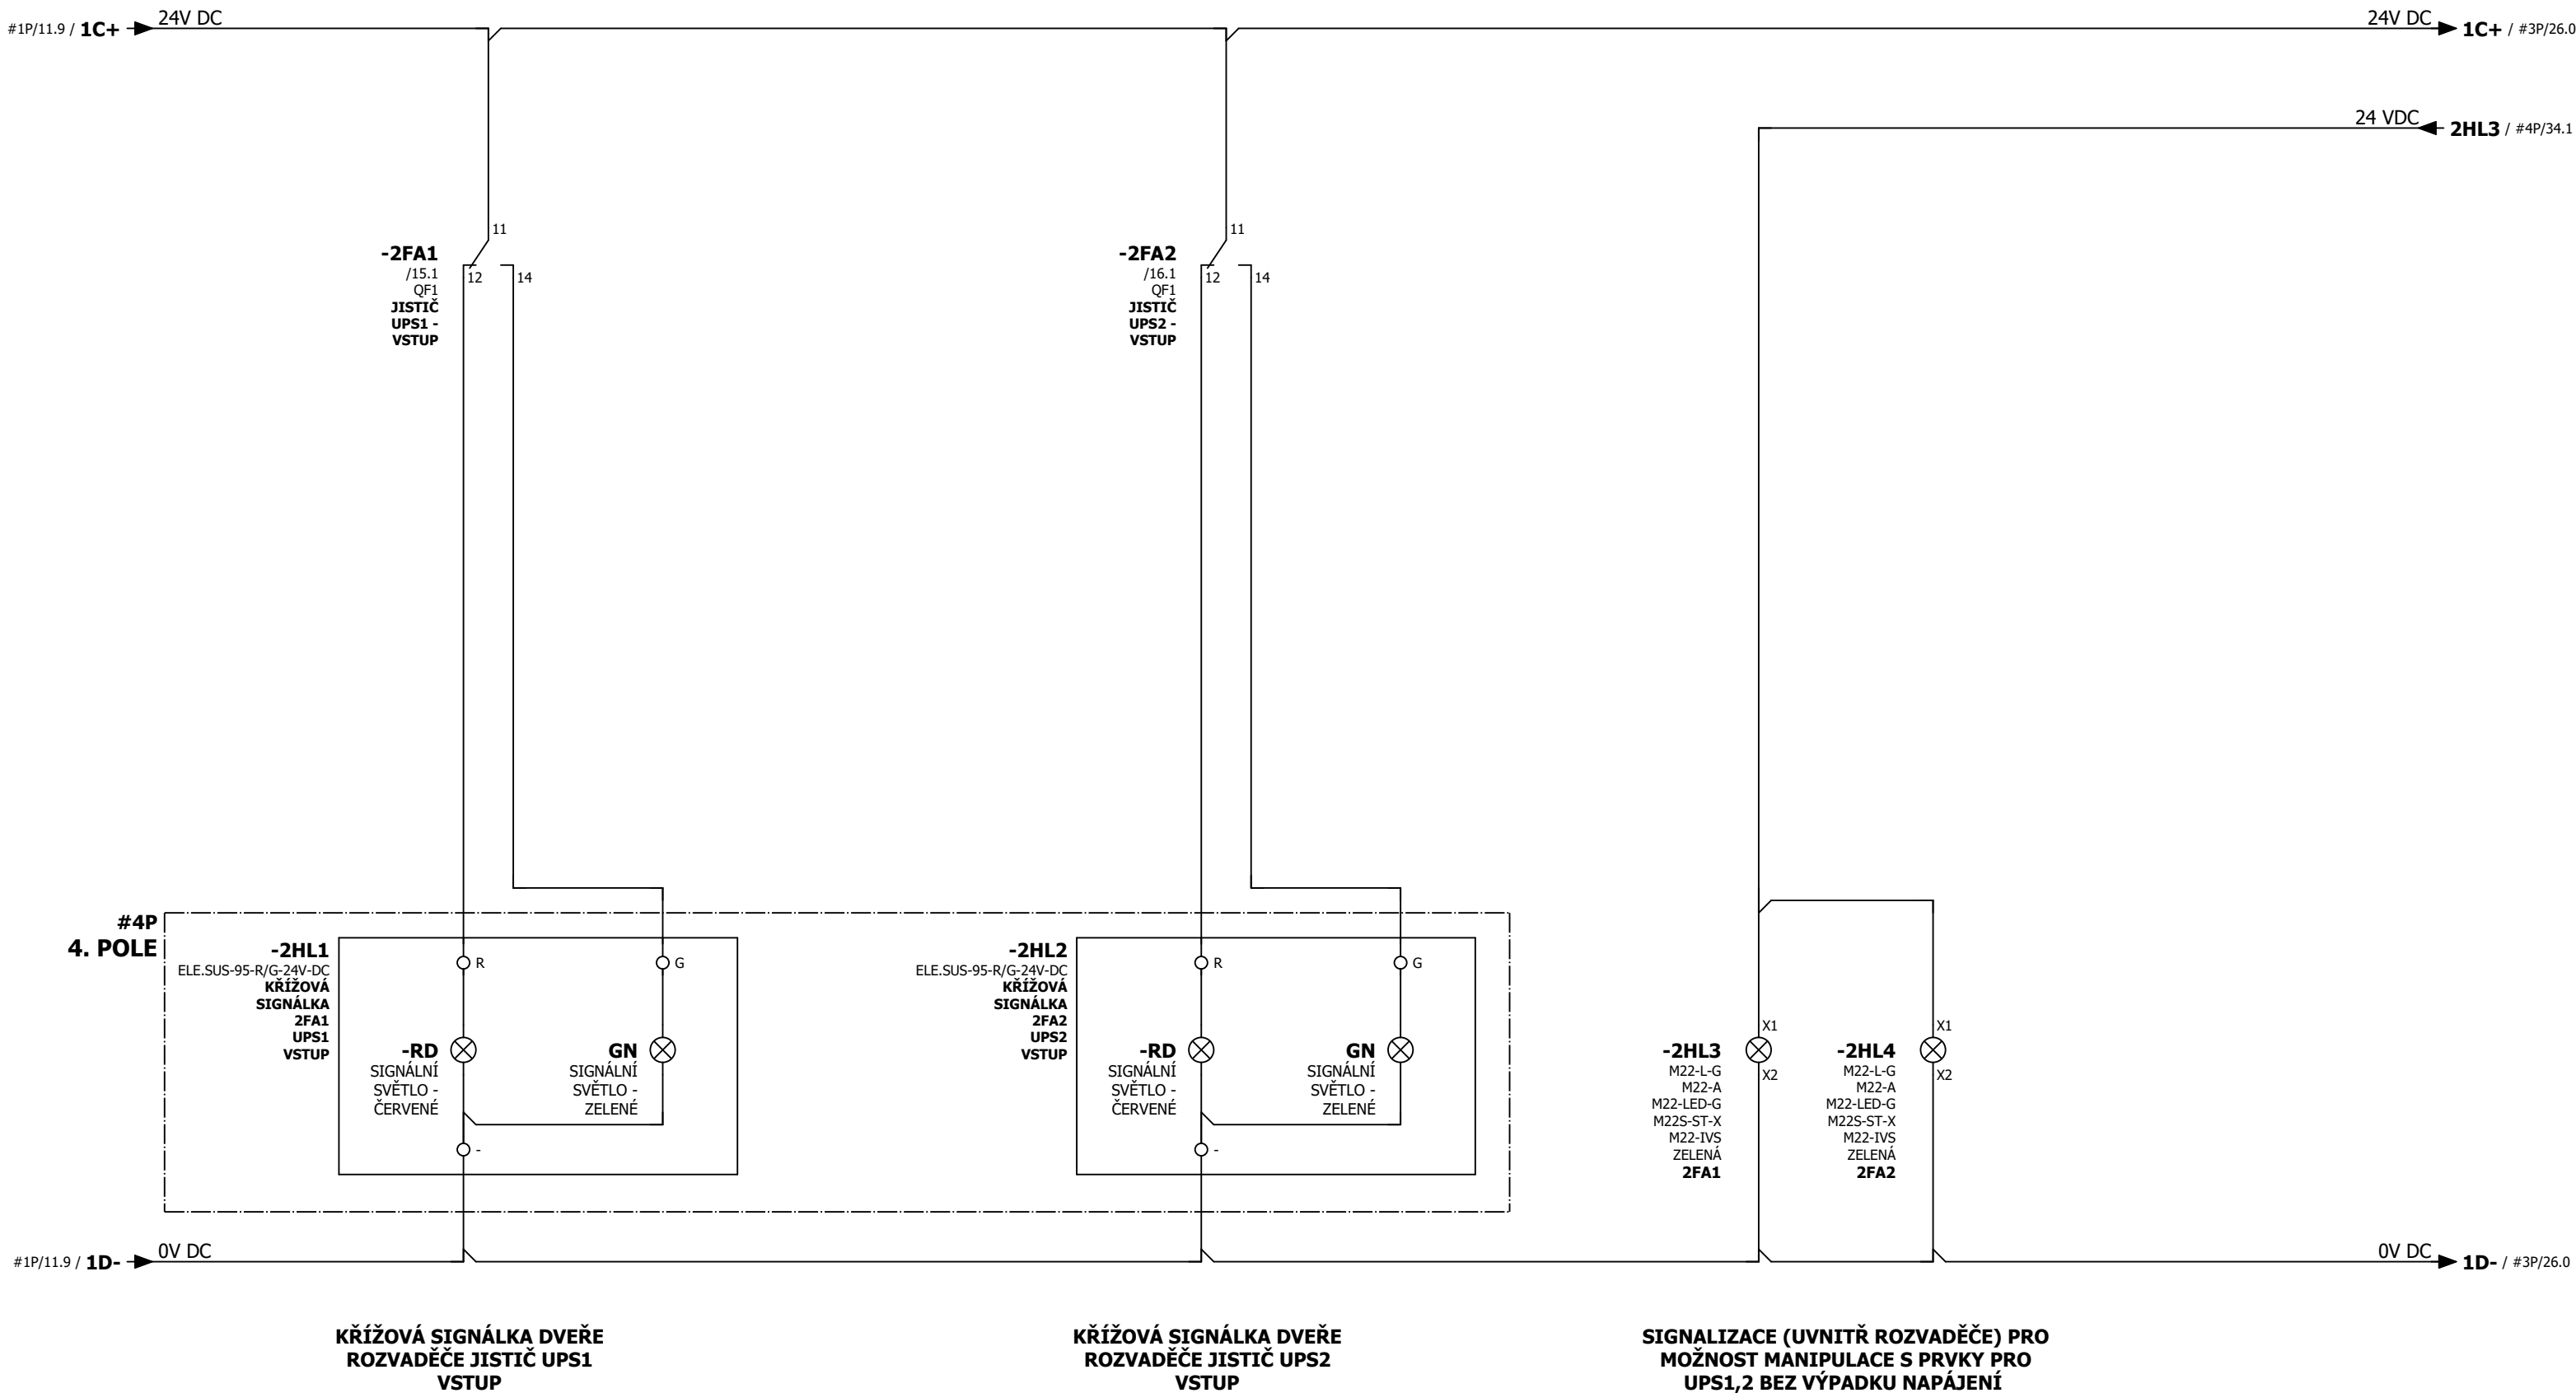 24V DC
#1P/11.9 / 1C+
24V DC
1C+ / #3P/26.0
24 VDC
2HL3 / #4P/34.1
11
-2FA1
/15.1
QF1
JISTIČ
UPS1 -
VSTUP
12
14
11
-2FA2
/16.1
QF1
JISTIČ
UPS2 -
VSTUP
12
14
#4P
4. POLE
-2HL1
ELE.SUS-95-R/G-24V-DC
KŘÍŽOVÁ
SIGNÁLKA
2FA1
UPS1
VSTUP
R
G
-RD
SIGNÁLNÍ
SVĚTLO -
ČERVENÉ
GN
SIGNÁLNÍ
SVĚTLO -
ZELENÉ
-
-2HL2
ELE.SUS-95-R/G-24V-DC
KŘÍŽOVÁ
SIGNÁLKA
2FA2
UPS2
VSTUP
R
G
-RD
SIGNÁLNÍ
SVĚTLO -
ČERVENÉ
GN
SIGNÁLNÍ
SVĚTLO -
ZELENÉ
-
X1
-2HL3
X2
M22-L-G
M22-A
M22-LED-G
M22S-ST-X
M22-IVS
ZELENÁ
2FA1
X1
-2HL4
X2
M22-L-G
M22-A
M22-LED-G
M22S-ST-X
M22-IVS
ZELENÁ
2FA2
0V DC
#1P/11.9 / 1D-
0V DC
1D- / #3P/26.0
KŘÍŽOVÁ SIGNÁLKA DVEŘE
ROZVADĚČE JISTIČ UPS1
VSTUP
KŘÍŽOVÁ SIGNÁLKA DVEŘE
ROZVADĚČE JISTIČ UPS2
VSTUP
SIGNALIZACE (UVNITŘ ROZVADĚČE) PRO
MOŽNOST MANIPULACE S PRVKY PRO
UPS1,2 BEZ VÝPADKU NAPÁJENÍ